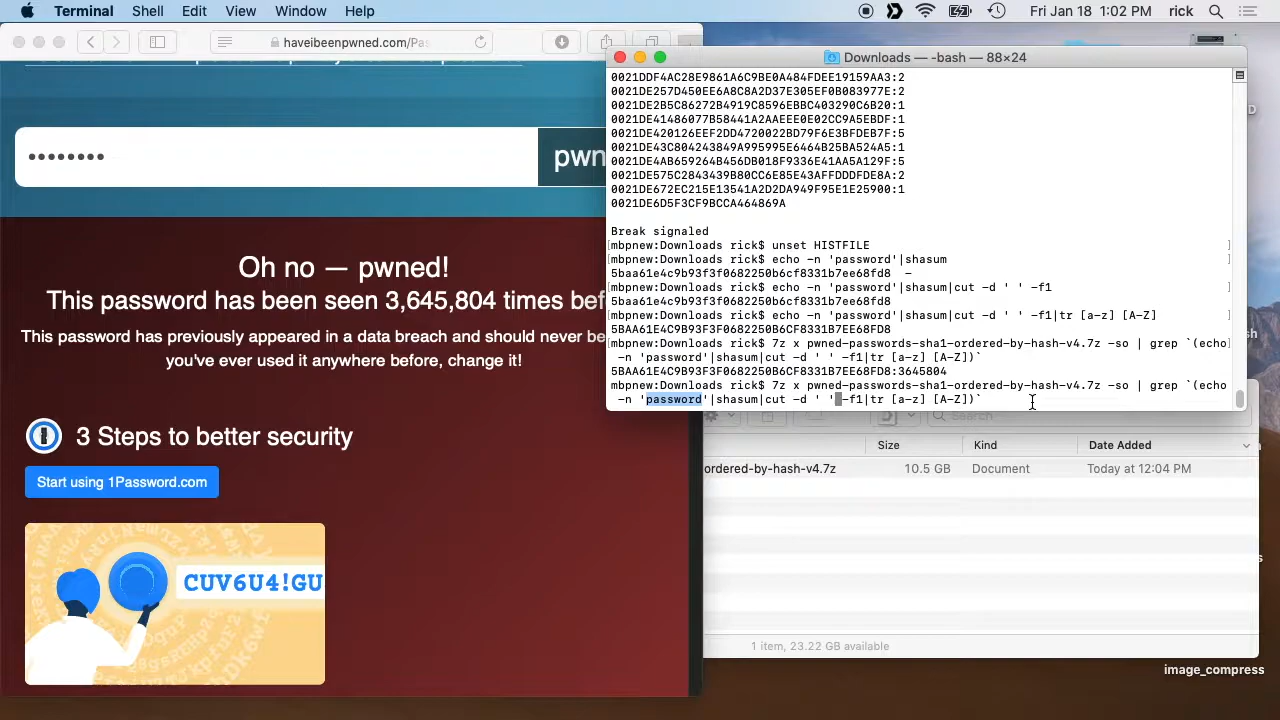 Terminal Shell Edit View Window Help Fri Jan 18 1:02 PM rick
haveibeenpwned.com/Pas
pwn
Oh no — pwned!
This password has been seen 3,645,804 times bef
This password has previously appeared in a data breach and should never be
you've ever used it anywhere before, change it!
3 Steps to better security
Start using 1Password.com
CUV6U4!GU
Downloads — -bash — 88×24
0021DDF4AC28E9861A6C9BE0A484FDEE19159AA3:2
0021DE257D450EE6A8C8A2D37E305EF0B083977E:2
0021DE2B5C86272B4919C8596EBBC403290C6B20:1
0021DE41486077B58441A2AAEEE0E02CC9A5EBDF:1
0021DE420126EEF2DD4720022BD79F6E3BFDEB7F:5
0021DE43C804243849A995995E6464B25BA524A5:1
0021DE4AB659264B456DB018F9336E41AA5A129F:5
0021DE575C2843439B80CC6E85E43AFFDDDFDE8A:2
0021DE672EC215E13541A2D2DA949F95E1E25900:1
0021DE6D5F3CF9BCCA464869A
Break signaled
[mbpnew:Downloads rick$ unset HISTFILE ]
[mbpnew:Downloads rick$ echo -n 'password'|shasum ]
5baa61e4c9b93f3f0682250b6cf8331b7ee68fd8 -
[mbpnew:Downloads rick$ echo -n 'password'|shasum|cut -d ' ' -f1 ]
5baa61e4c9b93f3f0682250b6cf8331b7ee68fd8
[mbpnew:Downloads rick$ echo -n 'password'|shasum|cut -d ' ' -f1|tr [a-z] [A-Z] ]
5BAA61E4C9B93F3F0682250B6CF8331B7EE68FD8
[mbpnew:Downloads rick$ 7z x pwned-passwords-sha1-ordered-by-hash-v4.7z -so | grep `(echo]
-n 'password'|shasum|cut -d ' ' -f1|tr [a-z] [A-Z])`
5BAA61E4C9B93F3F0682250B6CF8331B7EE68FD8:3645804
mbpnew:Downloads rick$ 7z x pwned-passwords-sha1-ordered-by-hash-v4.7z -so | grep `(echo
-n 'password'|shasum|cut -d ' ' -f1|tr [a-z] [A-Z])`
Search
Size Kind Date Added
ordered-by-hash-v4.7z 10.5 GB Document Today at 12:04 PM
1 item, 23.22 GB available
image_compress